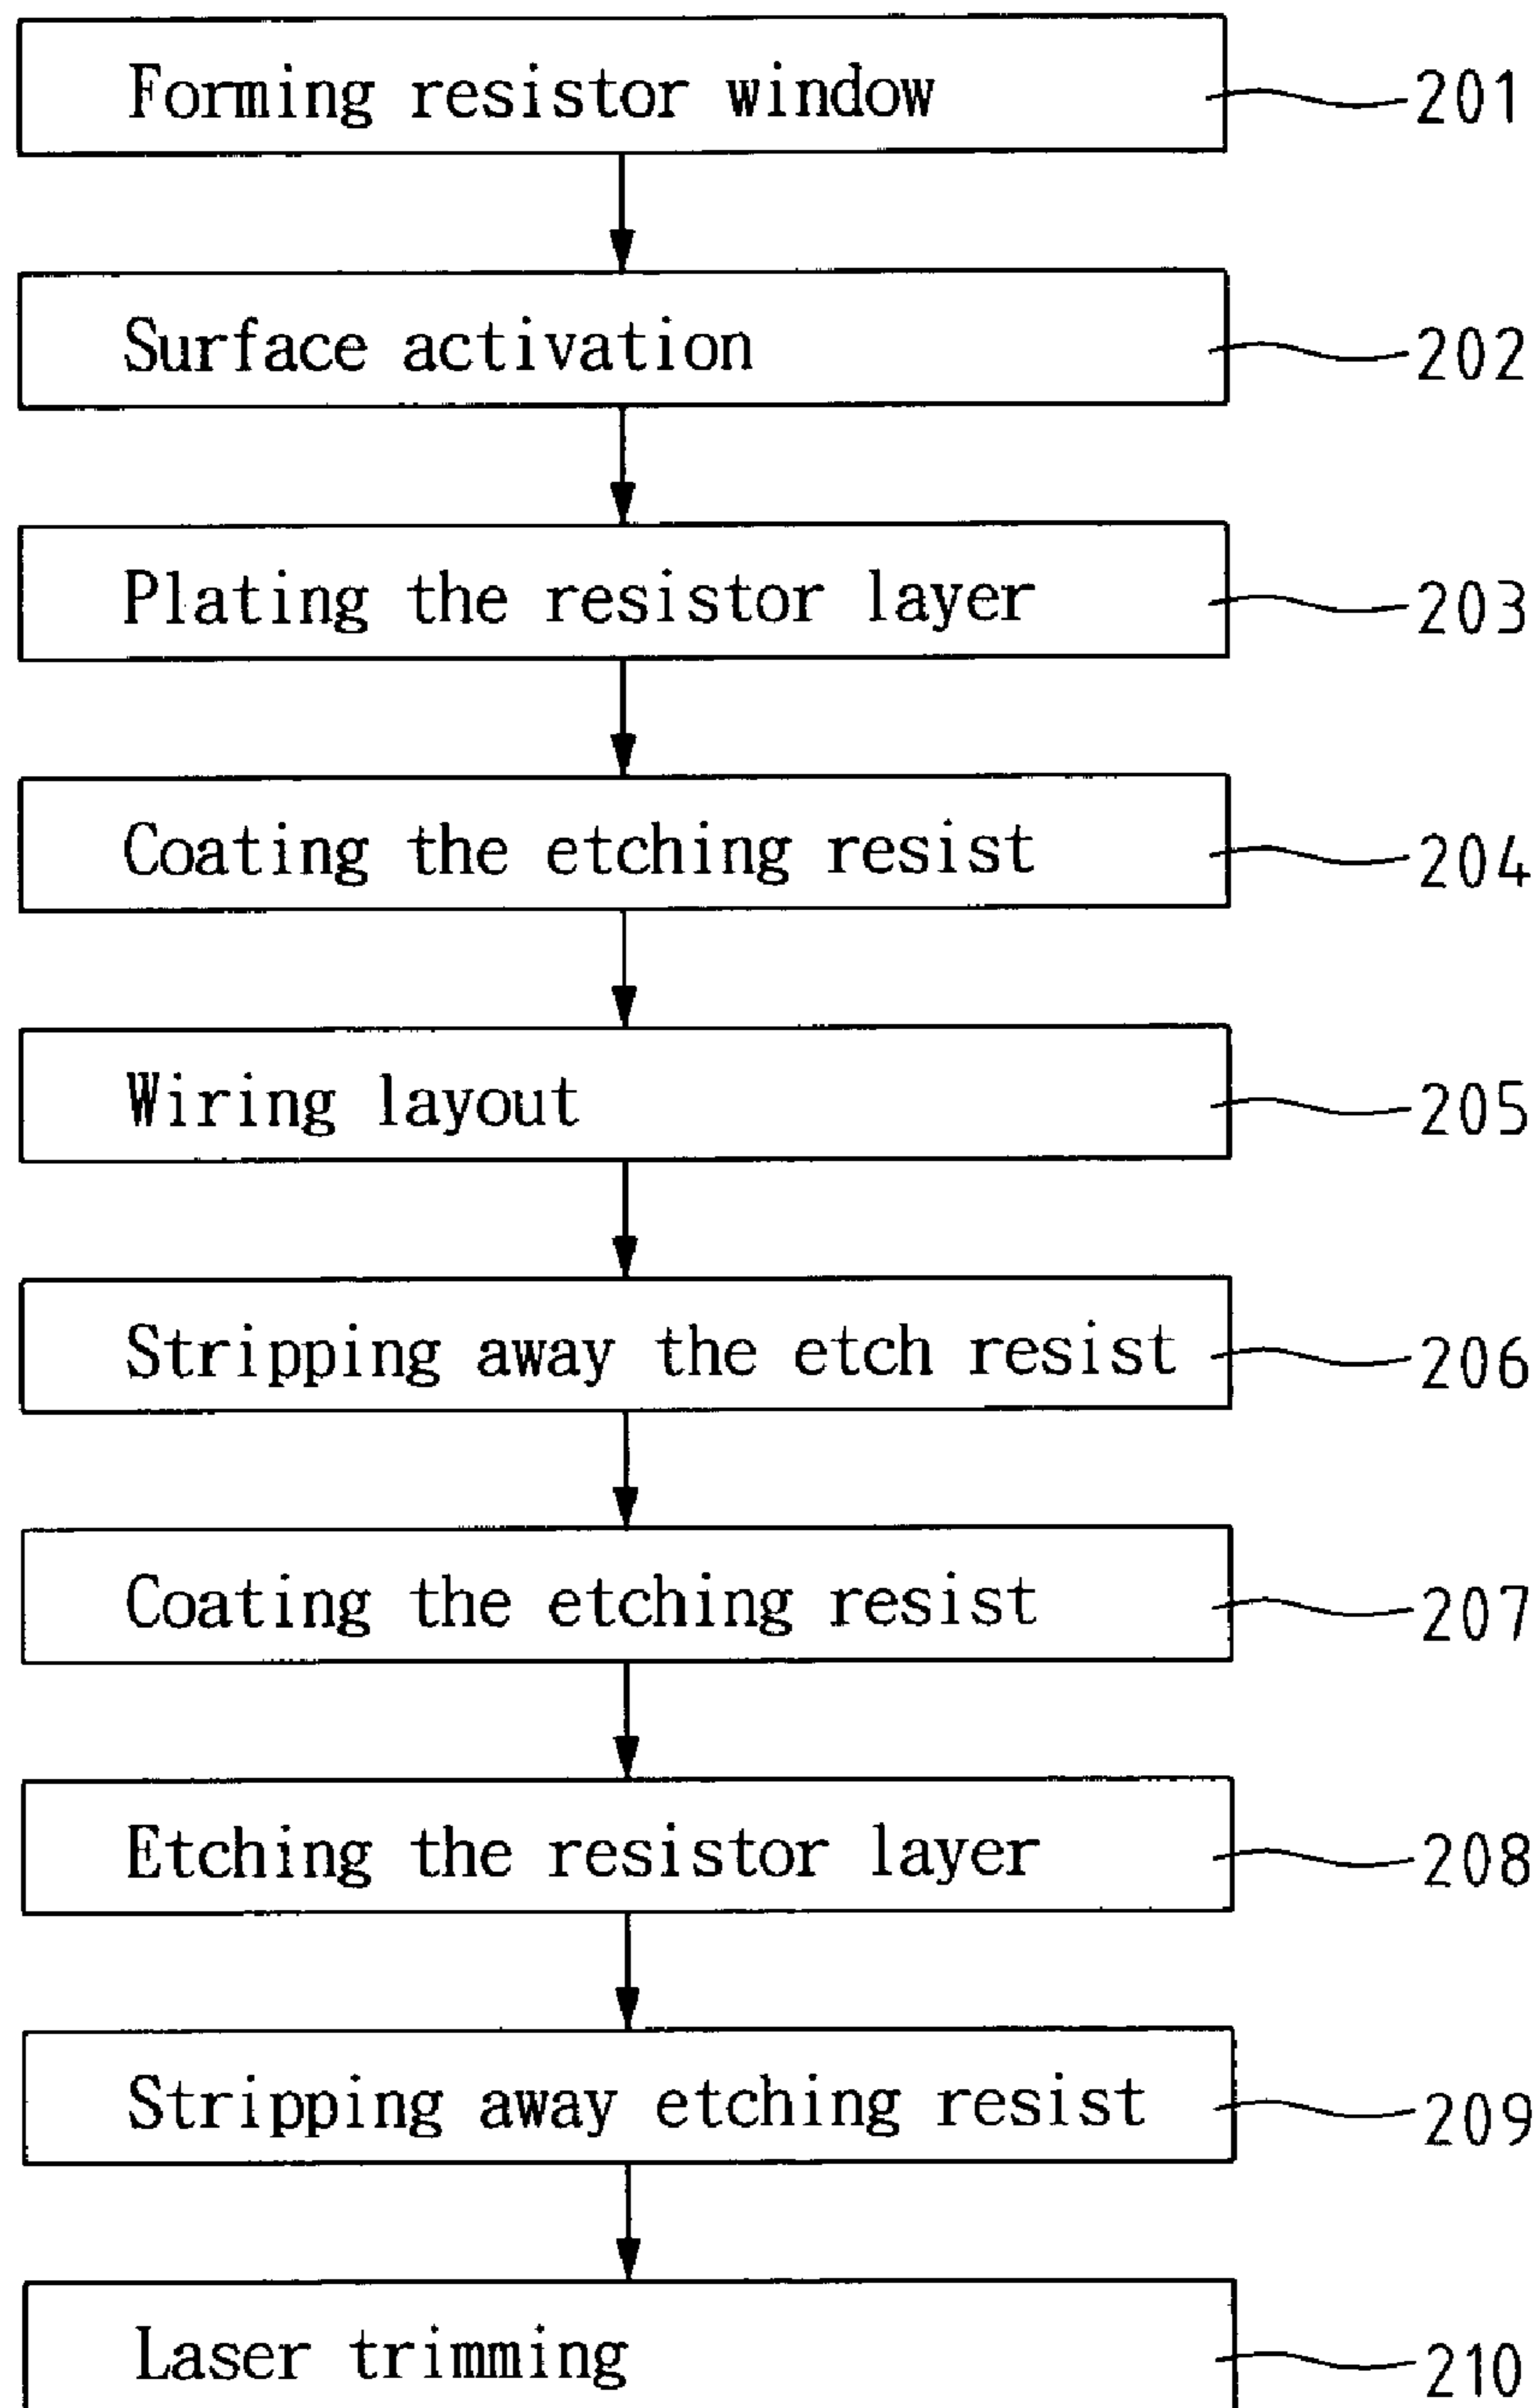 Forming resistor window 201
Surface activation 202
Plating the resistor layer 203
Coating the etching resist 204
Wiring layout 205
Stripping away the etch resist 206
Coating the etching resist 207
Etching the resistor layer 208
Stripping away etching resist 209
Laser trimming 210